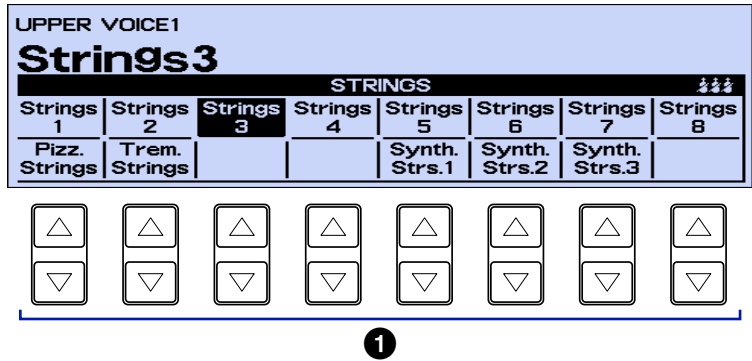 UPPER VOICE1
Strings3
STRINGS
Strings 1 Strings 2 Strings 3 Strings 4 Strings 5 Strings 6 Strings 7 Strings 8
Pizz. Strings Trem. Strings Synth. Strs.1 Synth. Strs.2 Synth. Strs.3
1